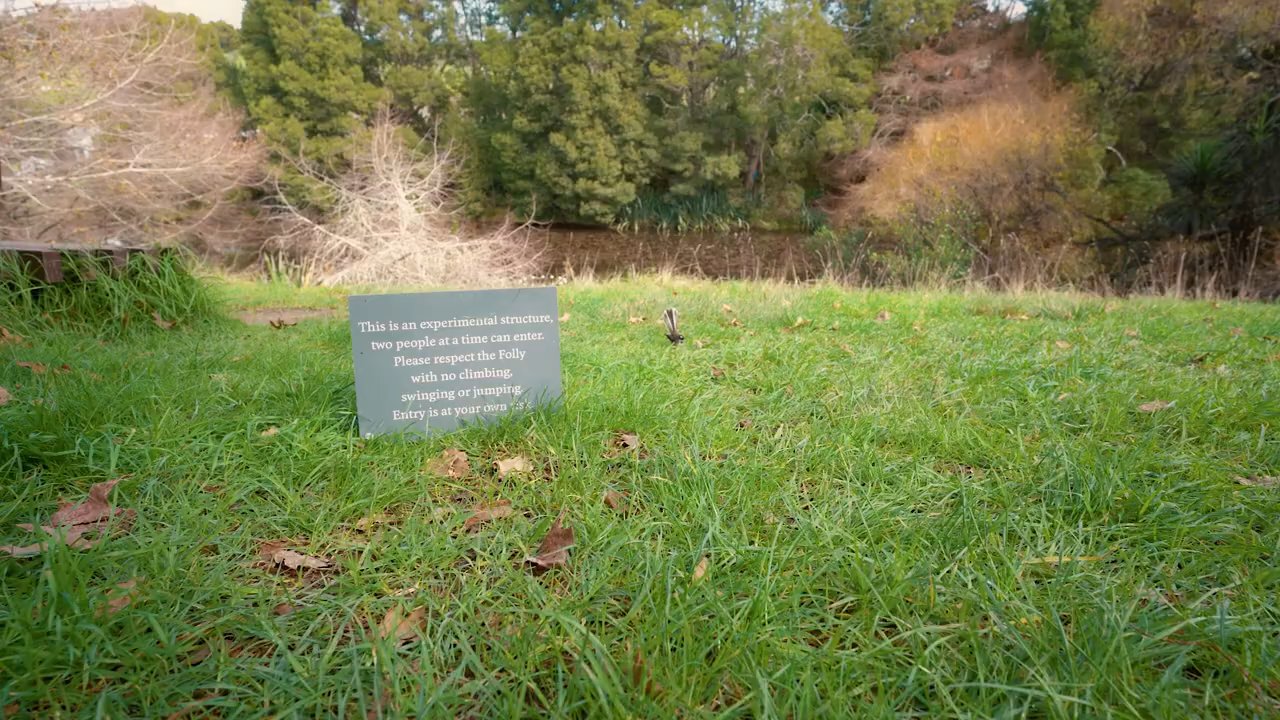 This is an experimental structure,
two people at a time can enter.
Please respect the Folly
with no climbing,
swinging or jumping.
Entry is at your own